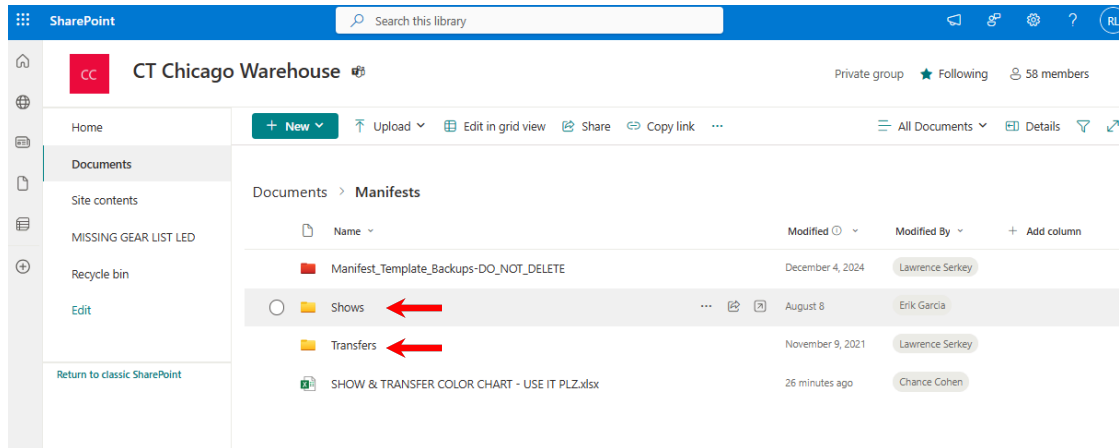 SharePoint
Search this library
?
RL
CC
CT Chicago Warehouse
Private group
Following
58 members
Home
Documents
Site contents
MISSING GEAR LIST LED
Recycle bin
Edit
Return to classic SharePoint
+ New
Upload
Edit in grid view
Share
Copy link
...
All Documents
Details
Documents > Manifests
Name
Modified
Modified By
+ Add column
Manifest_Template_Backups-DO_NOT_DELETE
December 4, 2024
Lawrence Serkey
Shows
...
August 8
Erik Garcia
Transfers
November 9, 2021
Lawrence Serkey
SHOW & TRANSFER COLOR CHART - USE IT PLZ.xlsx
26 minutes ago
Chance Cohen